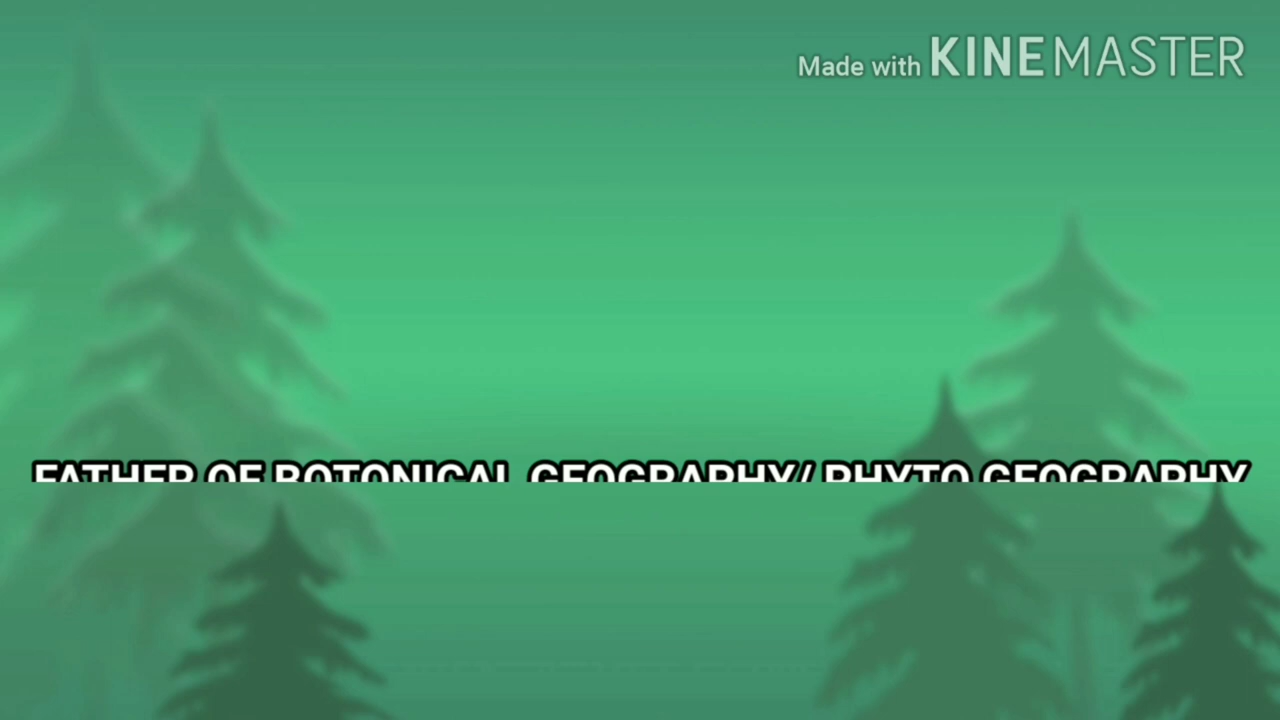 Made with KINEMASTER
FATHER OF BOTONICAL GEOGRAPHY/ PHYTO GEOGRAPHY